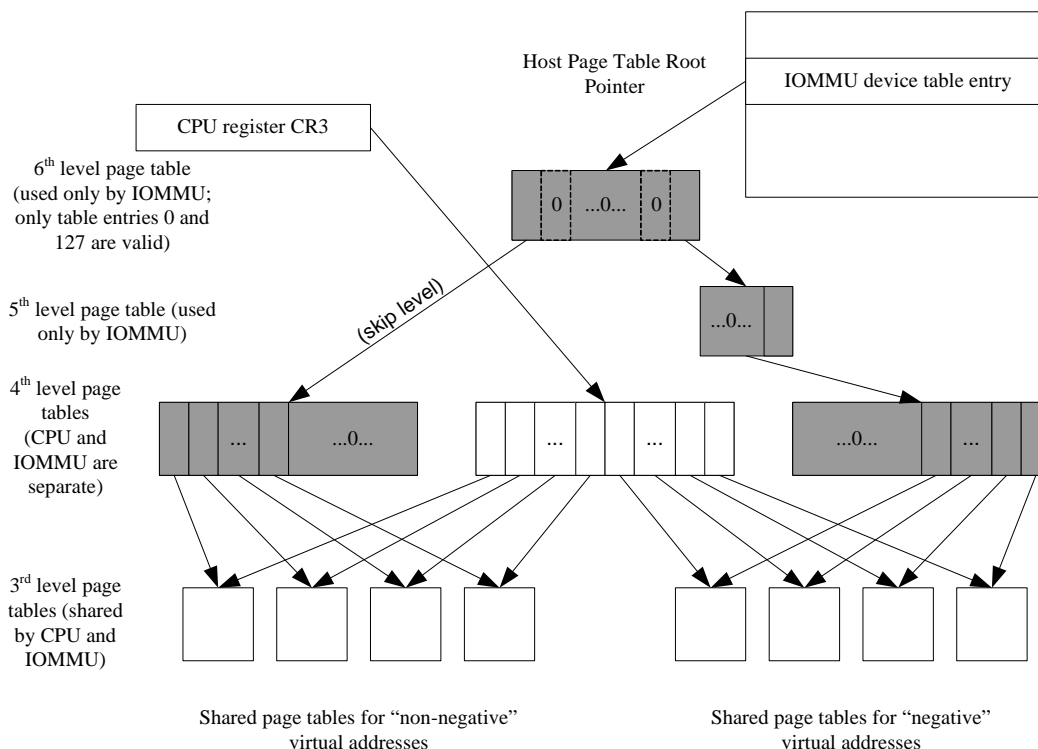 Host Page Table Root
Pointer
IOMMU device table entry
CPU register CR3
6th level page table
(used only by IOMMU;
only table entries 0 and
127 are valid)
0 ...0... 0
5th level page table (used
only by IOMMU)
(skip level)
...0...
4th level page
tables
(CPU and
IOMMU are
separate)
... ...0...
... ...
...0... ...
3rd level page
tables (shared
by CPU and
IOMMU)
Shared page tables for “non-negative”
virtual addresses
Shared page tables for “negative”
virtual addresses